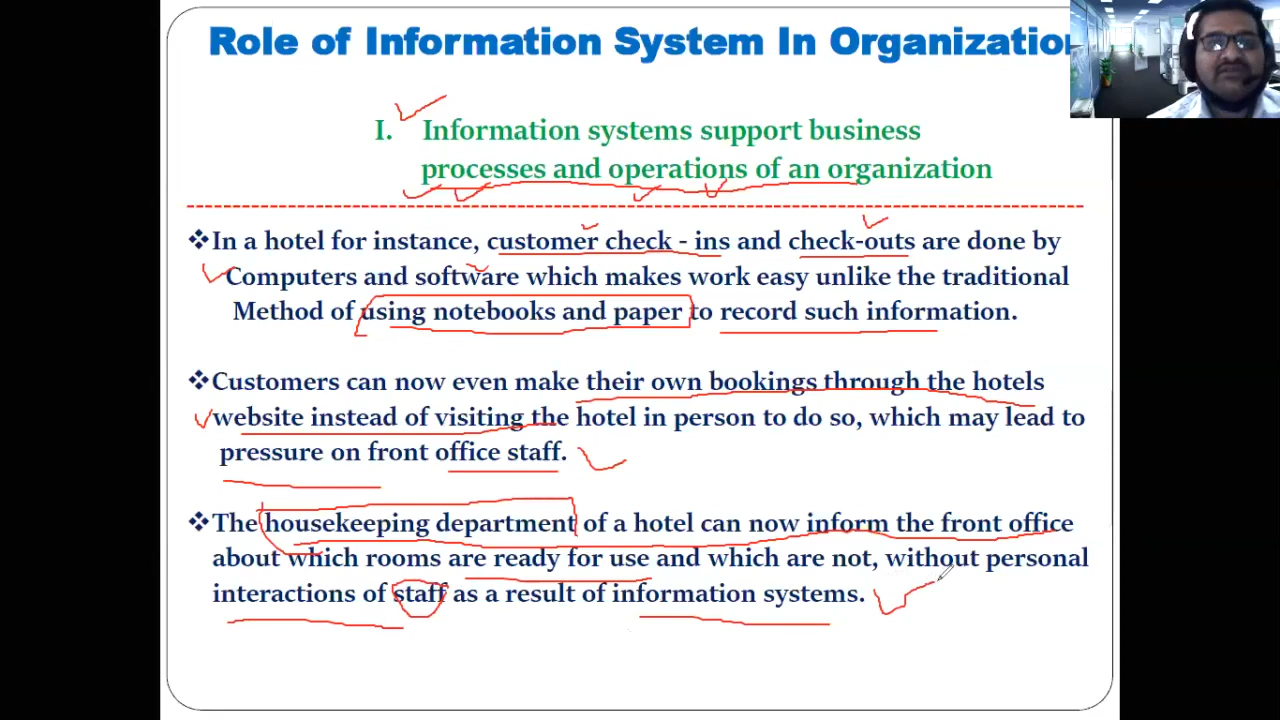 Role of Information System In Organization
I. Information systems support business
processes and operations of an organization
❖In a hotel for instance, customer check - ins and check-outs are done by
Computers and software which makes work easy unlike the traditional
Method of using notebooks and paper to record such information.
❖Customers can now even make their own bookings through the hotels
website instead of visiting the hotel in person to do so, which may lead to
pressure on front office staff.
❖The housekeeping department of a hotel can now inform the front office
about which rooms are ready for use and which are not, without personal
interactions of staff as a result of information systems.